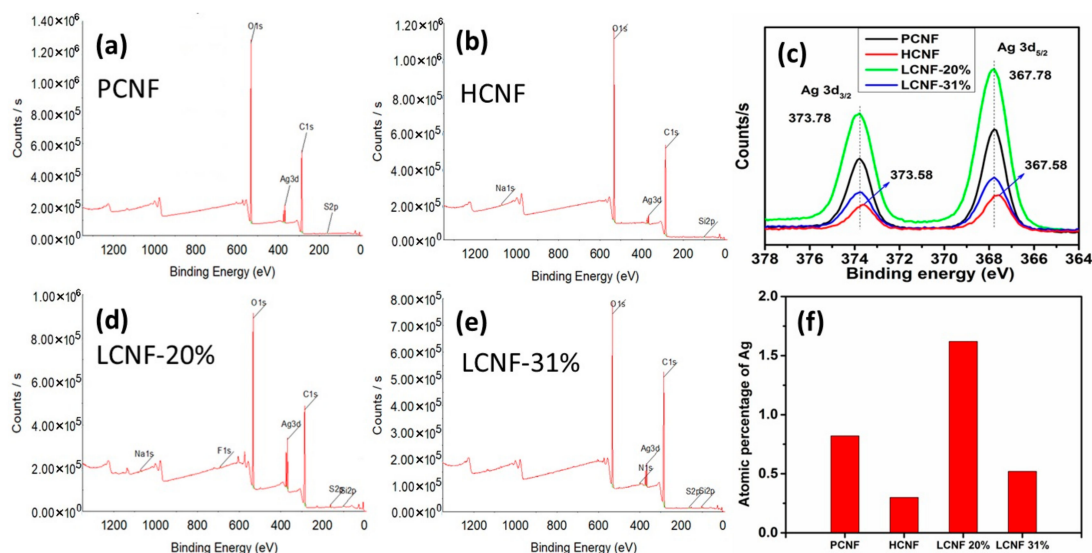 (a)
PCNF
Counts / s
1.40×10⁶
1.20×10⁶
1.00×10⁶
8.00×10⁵
6.00×10⁵
4.00×10⁵
2.00×10⁵
0.00×10⁰
O1s
C1s
Ag3d
S2p
1200 1000 800 600 400 200 0
Binding Energy (eV)
(b)
HCNF
Counts / s
1.20×10⁶
1.00×10⁶
8.00×10⁵
6.00×10⁵
4.00×10⁵
2.00×10⁵
0.00×10⁰
O1s
C1s
Na1s
Ag3d
Si2p
1200 1000 800 600 400 200 0
Binding Energy (eV)
(c)
PCNF
HCNF
LCNF-20%
LCNF-31%
Ag 3d₅/₂
367.78
Ag 3d₃/₂
373.78
373.58
367.58
Counts/s
378 376 374 372 370 368 366 364
Binding energy (eV)
(d)
LCNF-20%
Counts / s
1.00×10⁶
8.00×10⁵
6.00×10⁵
4.00×10⁵
2.00×10⁵
0.00×10⁰
O1s
C1s
Ag3d
Na1s
F1s
S2p
Si2p
1200 1000 800 600 400 200 0
Binding Energy (eV)
(e)
LCNF-31%
Counts / s
8.00×10⁵
7.00×10⁵
6.00×10⁵
5.00×10⁵
4.00×10⁵
3.00×10⁵
2.00×10⁵
1.00×10⁵
0.00×10⁰
O1s
C1s
Ag3d
N1s
S2p
Si2p
1200 1000 800 600 400 200 0
Binding Energy (eV)
(f)
Atomic percentage of Ag
2.0
1.5
1.0
0.5
0.0
PCNF HCNF LCNF 20% LCNF 31%